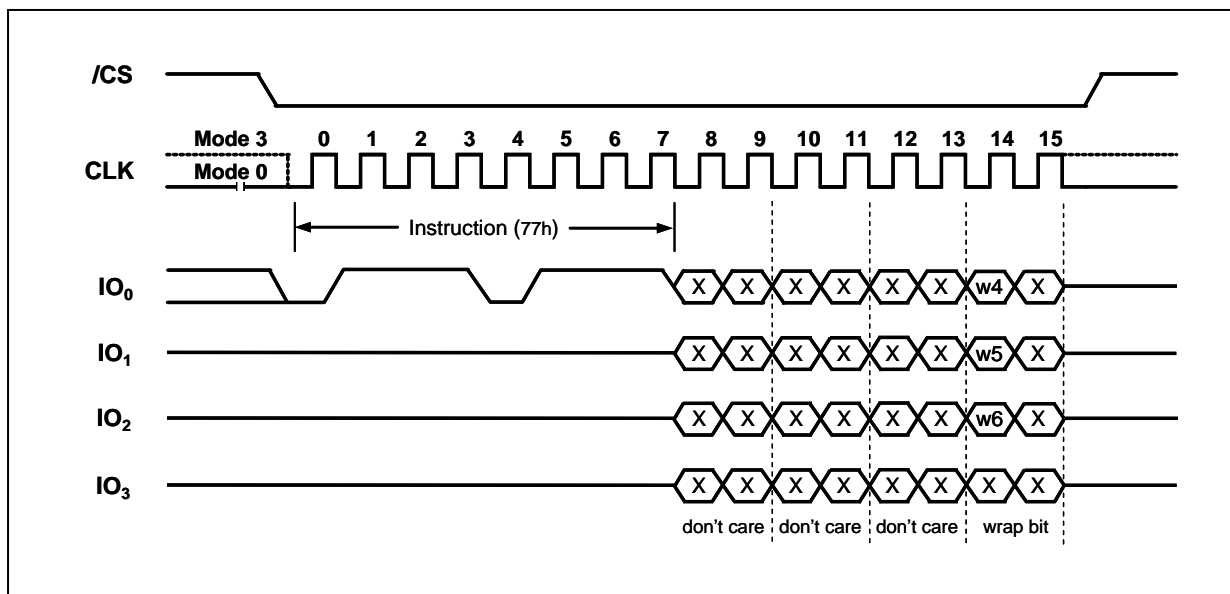 /CS
Mode 3 0 1 2 3 4 5 6 7 8 9 10 11 12 13 14 15
CLK Mode 0
Instruction (77h)
IO0 X X X X X X w4 X
IO1 X X X X X X w5 X
IO2 X X X X X X w6 X
IO3 X X X X X X X X
don't care don't care don't care wrap bit